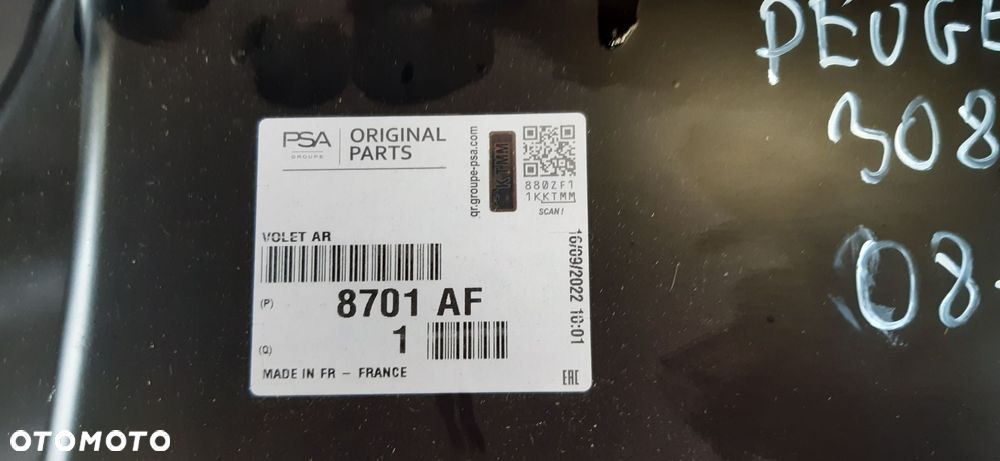 PEUGE
308
08-
PSA
GROUPE
ORIGINAL
PARTS
qr.groupe-psa.com
KTMM
880ZF1
1KKTMM
SCAN!
VOLET AR
16/09/2022 10:01
(P)
8701 AF
(Q)
1
MADE IN FR – FRANCE
EAC
OTOMOTO